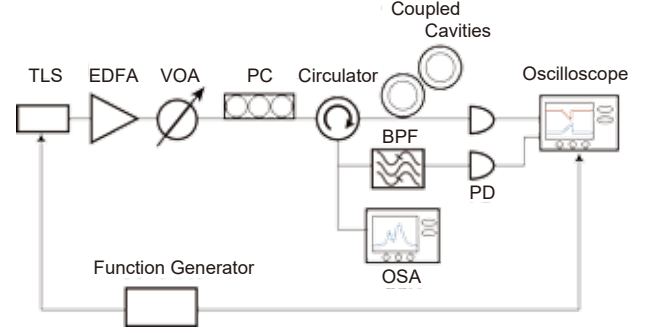 Coupled
Cavities
TLS EDFA VOA PC Circulator Oscilloscope
BPF
PD
OSA
Function Generator